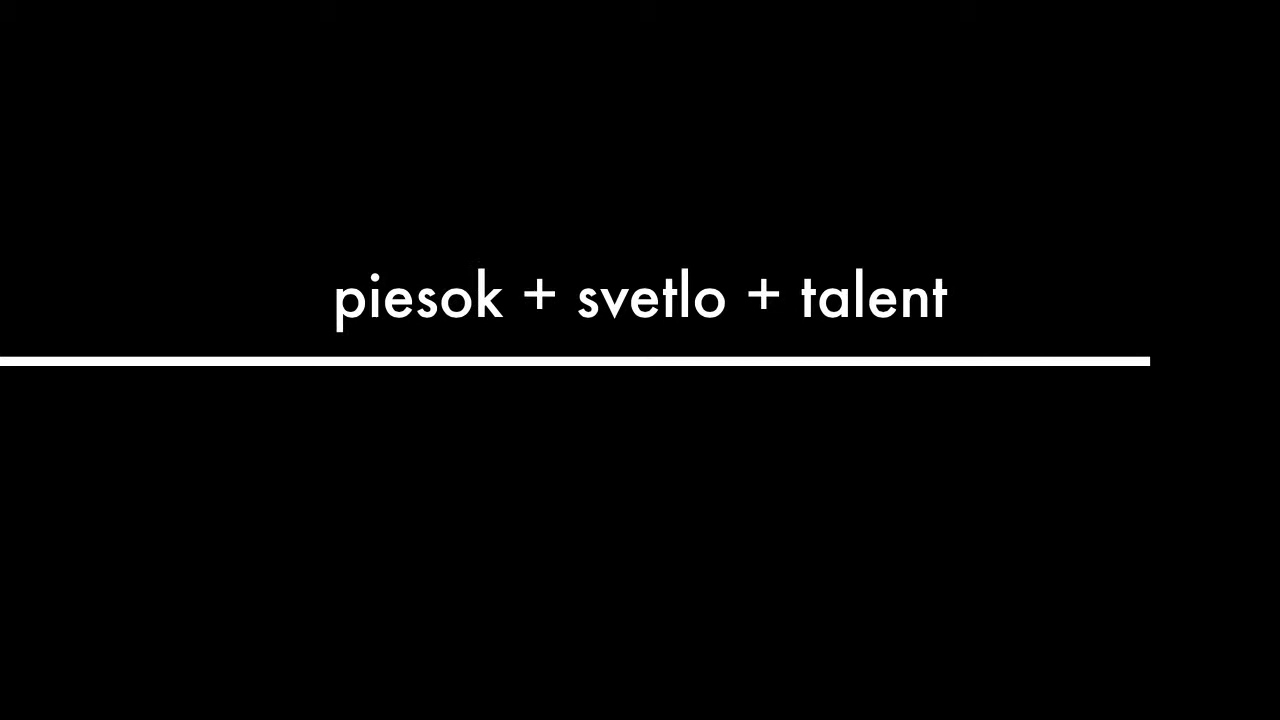 piesok + svetlo + talent